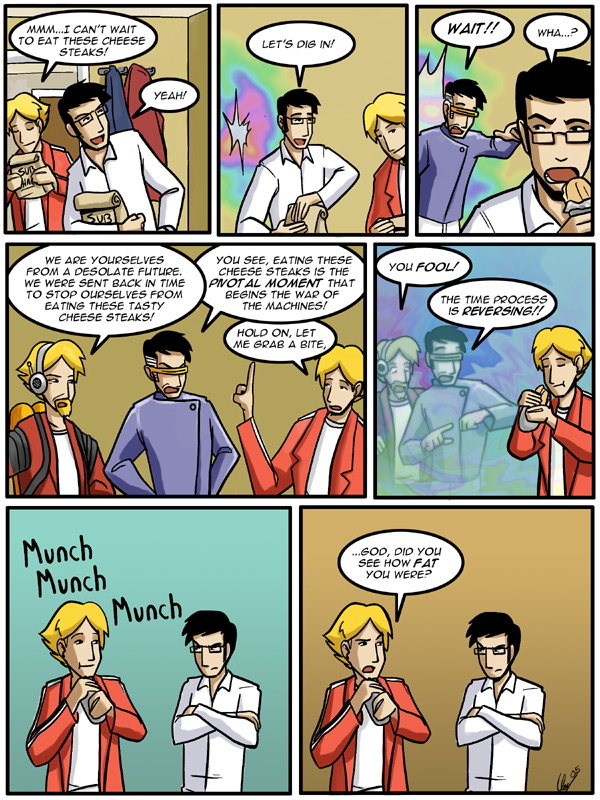 MMM...I CAN'T WAIT
TO EAT THESE CHEESE
STEAKS!
YEAH!
SUB
SUB
LET'S DIG IN!
WAIT!!
WHA...?
WE ARE YOURSELVES
FROM A DESOLATE FUTURE.
WE WERE SENT BACK IN TIME
TO STOP OURSELVES FROM
EATING THESE TASTY
CHEESE STEAKS!
YOU SEE, EATING THESE
CHEESE STEAKS IS THE
PIVOTAL MOMENT THAT
BEGINS THE WAR OF
THE MACHINES!
HOLD ON, LET
ME GRAB A BITE,
YOU FOOL!
THE TIME PROCESS
IS REVERSING!!
Munch
Munch
Munch
...GOD, DID YOU
SEE HOW FAT
YOU WERE?